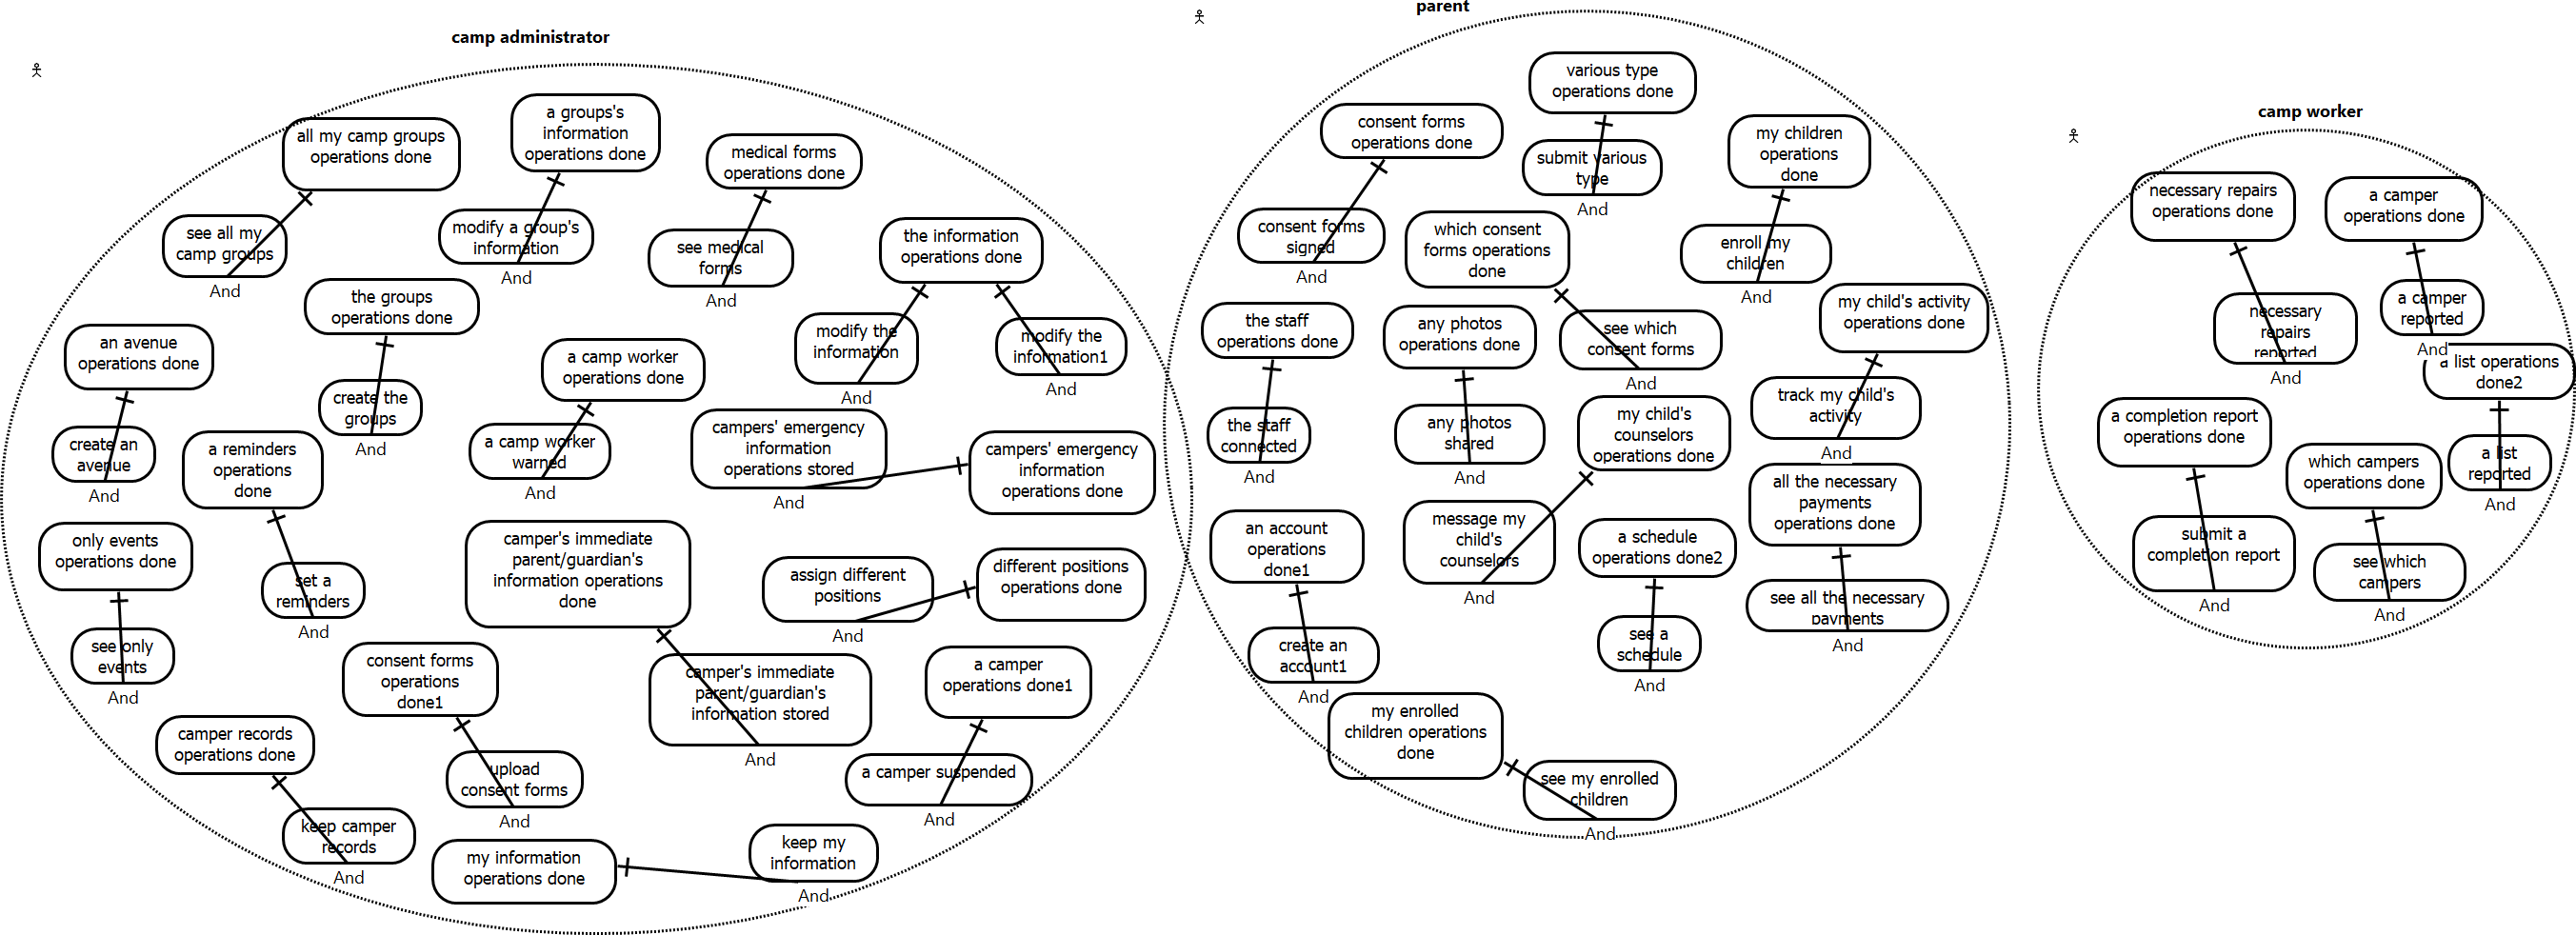 camp administrator
all my camp groups
operations done
a groups's
information
operations done
medical forms
operations done
see all my
camp groups
And
modify a group's
information
And
see medical
forms
And
the information
operations done
the groups
operations done
modify the
information
And
modify the
information1
And
an avenue
operations done
create the
groups
And
a camp worker
operations done
create an
avenue
And
a reminders
operations
done
a camp worker
warned
And
campers' emergency
information
operations stored
And
campers' emergency
information
operations done
only events
operations done
set a
reminders
And
camper's immediate
parent/guardian's
information operations
done
assign different
positions
And
different positions
operations done
see only
events
And
consent forms
operations
done1
camper's immediate
parent/guardian's
information stored
And
a camper
operations done1
camper records
operations done
upload
consent forms
And
a camper suspended
And
keep camper
records
And
my information
operations done
keep my
information
And
parent
various type
operations done
consent forms
operations done
submit various
type
And
my children
operations
done
consent forms
signed
And
which consent
forms operations
done
enroll my
children
And
the staff
operations done
any photos
operations done
see which
consent forms
And
my child's activity
operations done
the staff
connected
And
any photos
shared
And
my child's
counselors
operations done
track my child's
activity
And
an account
operations
done1
message my
child's
counselors
And
a schedule
operations done2
all the necessary
payments
operations done
create an
account1
And
see a
schedule
And
see all the necessary
payments
And
my enrolled
children operations
done
see my enrolled
children
And
camp worker
necessary repairs
operations done
a camper
operations done
necessary
repairs
reported
And
a camper
reported
And
a list operations
done2
a completion report
operations done
which campers
operations done
a list
reported
And
submit a
completion report
And
see which
campers
And